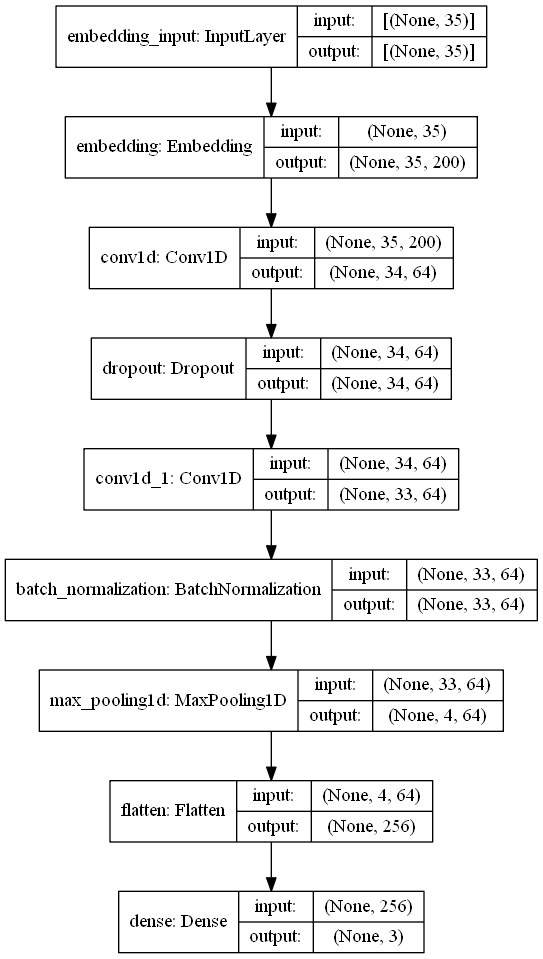 embedding_input: InputLayer
input: [(None, 35)]
output: [(None, 35)]
embedding: Embedding
input: (None, 35)
output: (None, 35, 200)
conv1d: Conv1D
input: (None, 35, 200)
output: (None, 34, 64)
dropout: Dropout
input: (None, 34, 64)
output: (None, 34, 64)
conv1d_1: Conv1D
input: (None, 34, 64)
output: (None, 33, 64)
batch_normalization: BatchNormalization
input: (None, 33, 64)
output: (None, 33, 64)
max_pooling1d: MaxPooling1D
input: (None, 33, 64)
output: (None, 4, 64)
flatten: Flatten
input: (None, 4, 64)
output: (None, 256)
dense: Dense
input: (None, 256)
output: (None, 3)